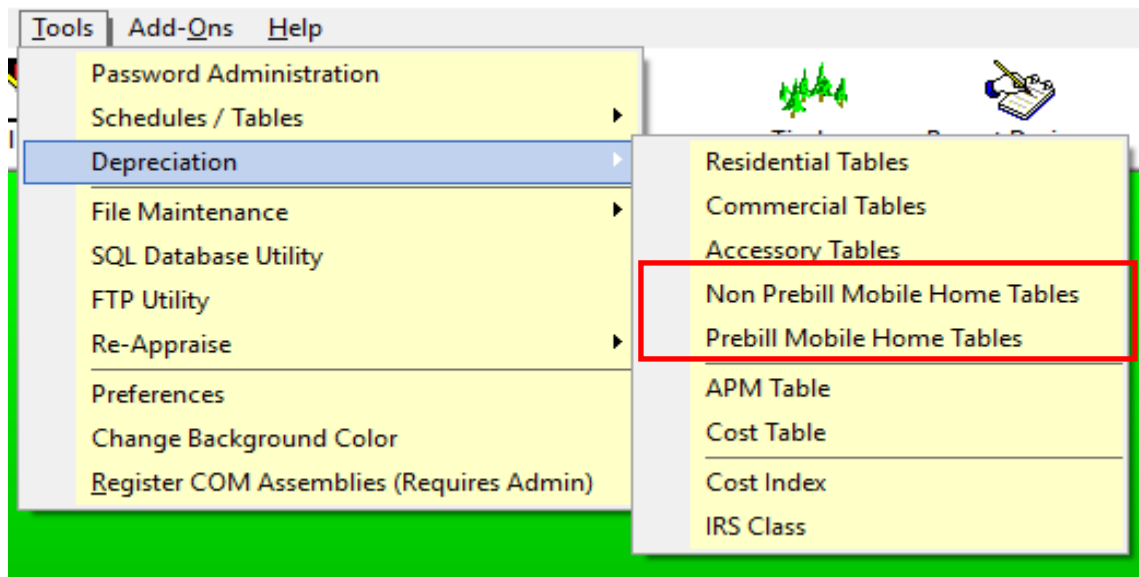 Tools Add-Ons Help
Password Administration
Schedules / Tables
Depreciation
File Maintenance
SQL Database Utility
FTP Utility
Re-Appraise
Preferences
Change Background Color
Register COM Assemblies (Requires Admin)
Residential Tables
Commercial Tables
Accessory Tables
Non Prebill Mobile Home Tables
Prebill Mobile Home Tables
APM Table
Cost Table
Cost Index
IRS Class